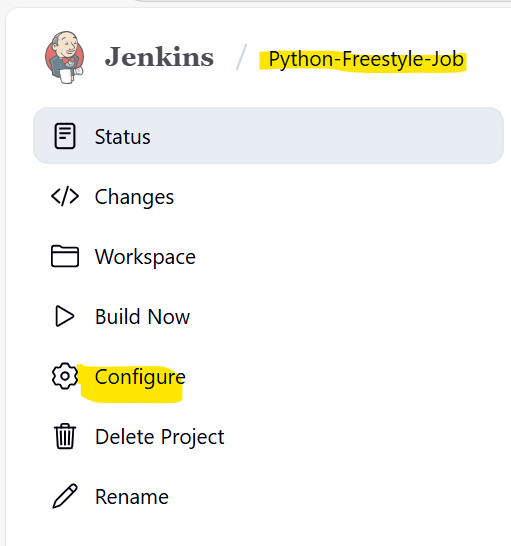 Jenkins / Python-Freestyle-Job
Status
Changes
Workspace
Build Now
Configure
Delete Project
Rename